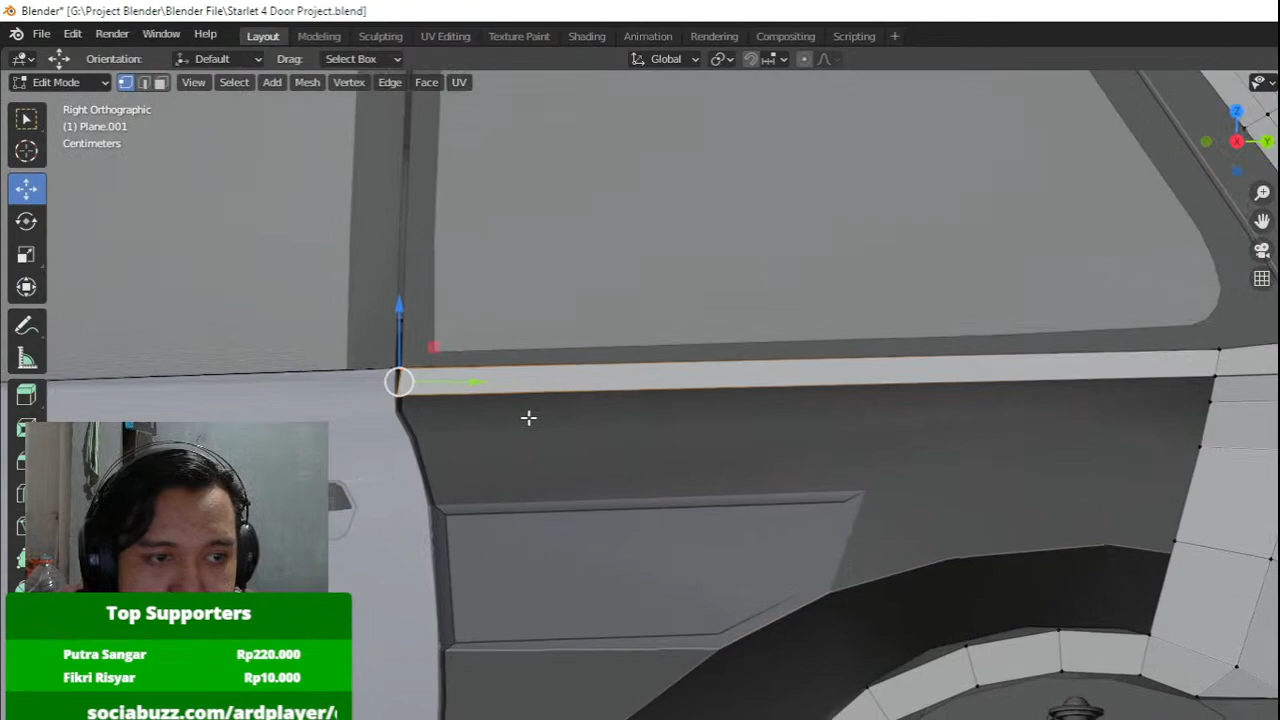 Blender* [G:\Project Blender\Blender File\Starlet 4 Door Project.blend]
File Edit Render Window Help Layout Modeling Sculpting UV Editing Texture Paint Shading Animation Rendering Compositing Scripting +
Orientation: Default Drag: Select Box Global
Edit Mode View Select Add Mesh Vertex Edge Face UV
Right Orthographic
(1) Plane.001
Centimeters
Z
X
Y
Top Supporters
Putra Sangar Rp220.000
Fikri Risyar Rp10.000
sociabuzz.com/ardplayer/